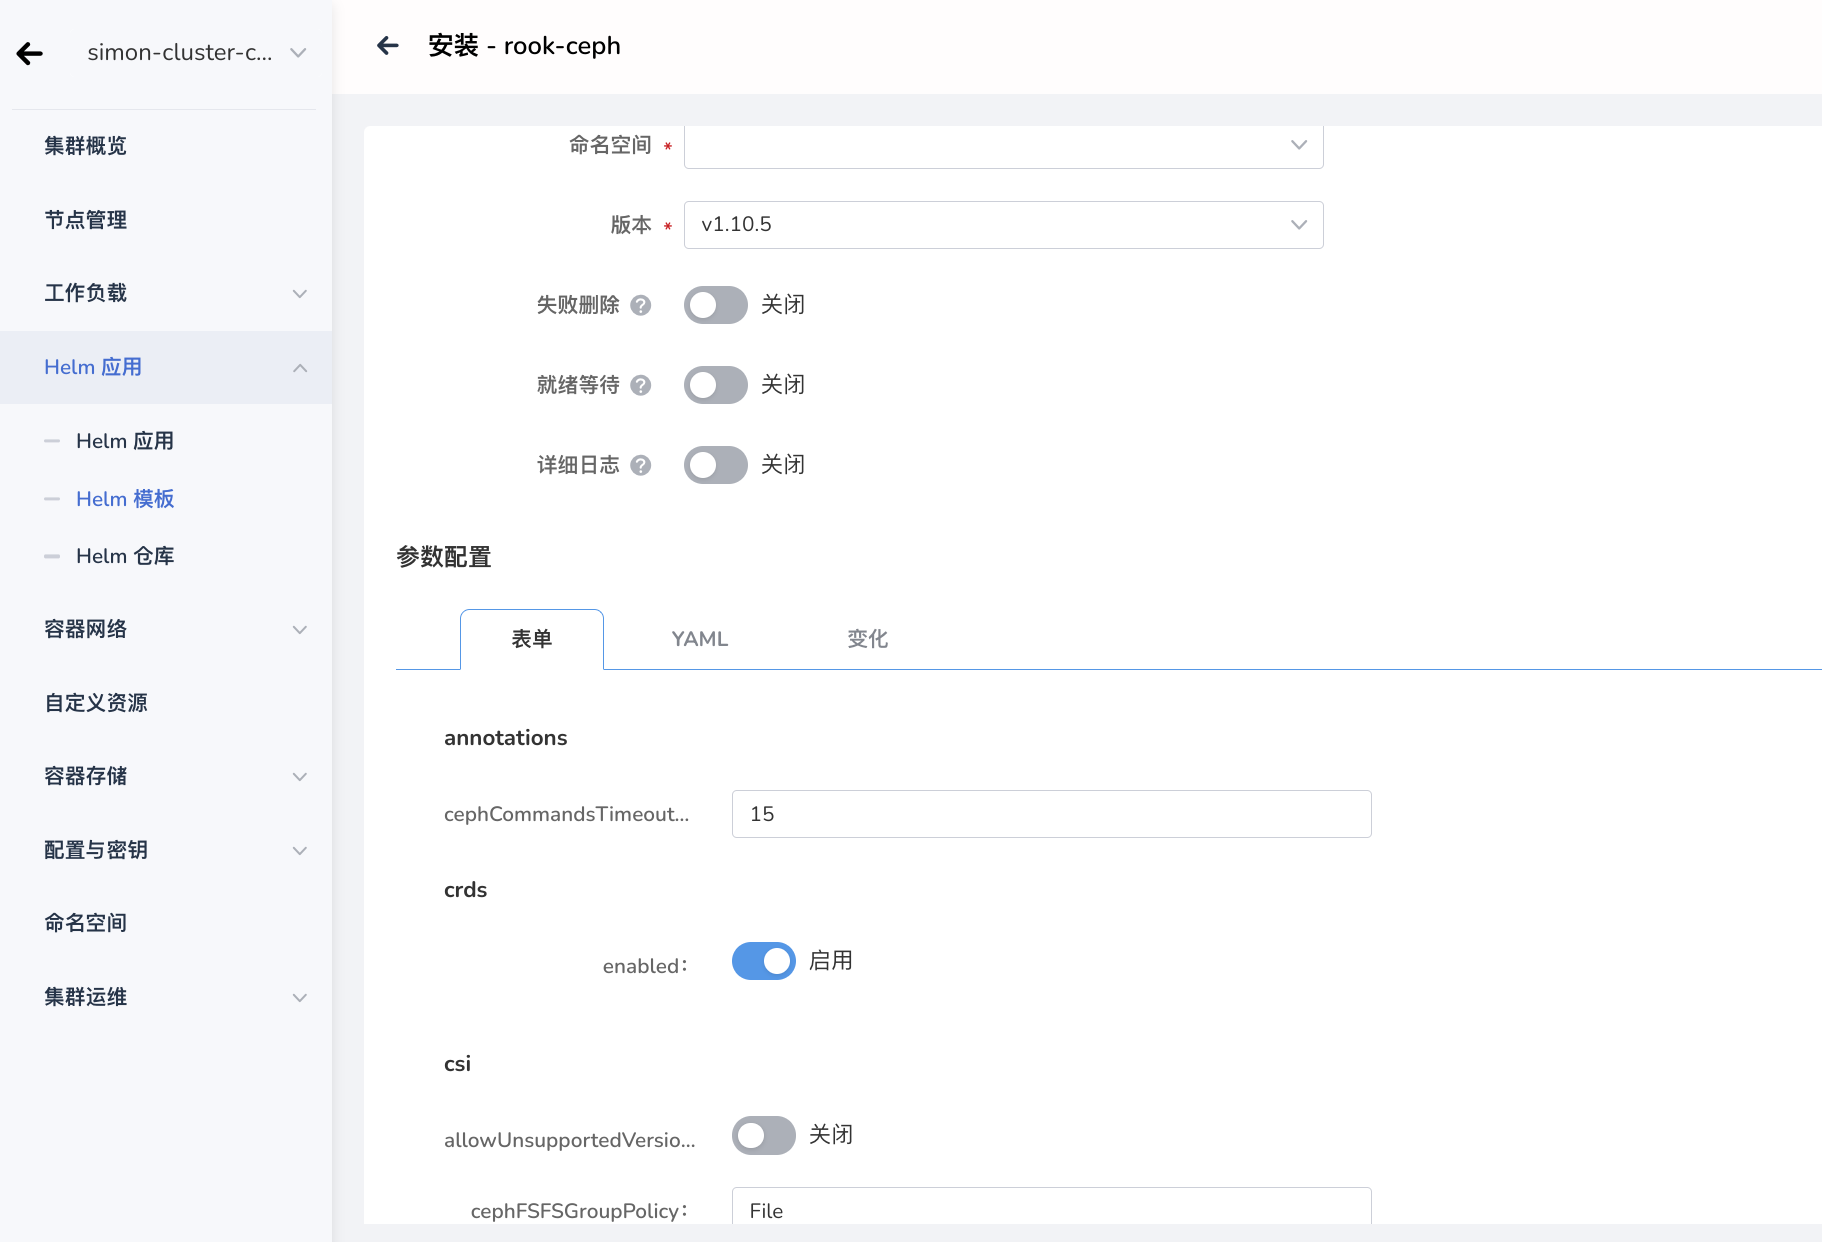 simon-cluster-c...
集群概览
节点管理
工作负载
Helm 应用
Helm 应用
Helm 模板
Helm 仓库
容器网络
自定义资源
容器存储
配置与密钥
命名空间
集群运维
安装 - rook-ceph
命名空间 *
版本 * v1.10.5
失败删除 ? 关闭
就绪等待 ? 关闭
详细日志 ? 关闭
参数配置
表单 YAML 变化
annotations
cephCommandsTimeout... 15
crds
enabled： 启用
csi
allowUnsupportedVersio... 关闭
cephFSFSGroupPolicy： File